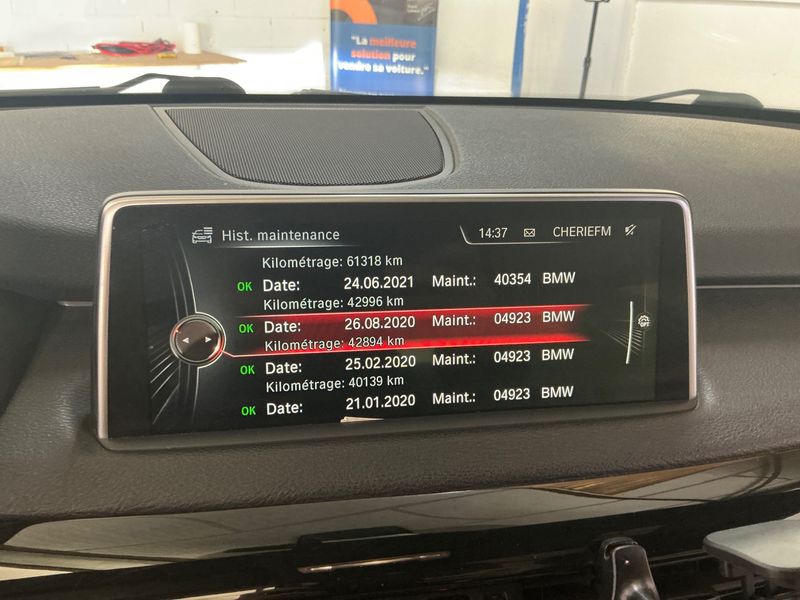 "La meilleure
solution pour
vendre sa voiture."
Hist. maintenance 14:37 CHERIEFM
Kilométrage: 61318 km
OK Date: 24.06.2021 Maint.: 40354 BMW
Kilométrage: 42996 km
OK Date: 26.08.2020 Maint.: 04923 BMW
Kilométrage: 42894 km
OK Date: 25.02.2020 Maint.: 04923 BMW
Kilométrage: 40139 km
OK Date: 21.01.2020 Maint.: 04923 BMW